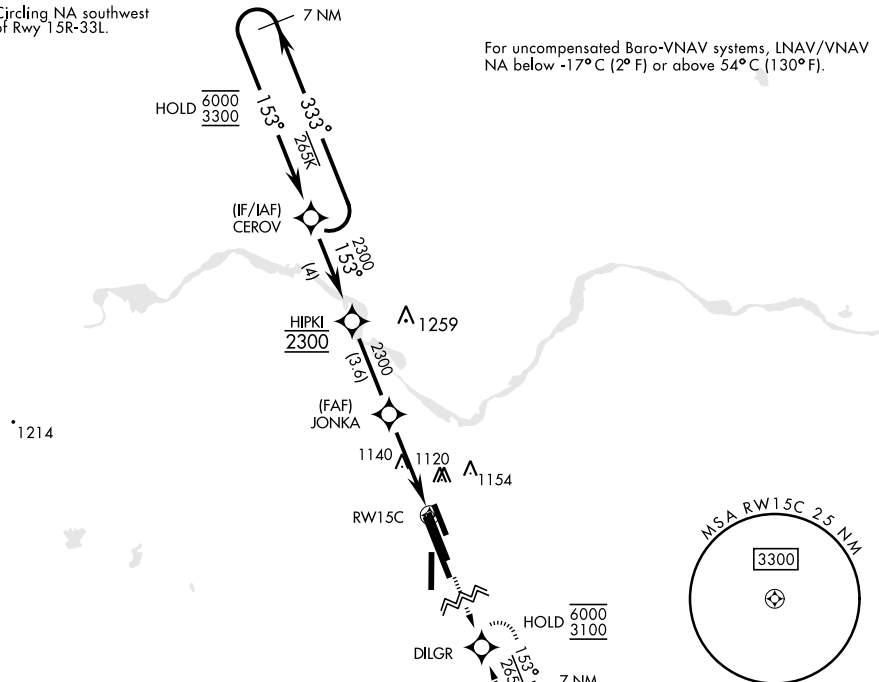 Circling NA southwest
of Rwy 15R-33L.
7 NM
For uncompensated Baro-VNAV systems, LNAV/VNAV
NA below -17°C (2°F) or above 54°C (130°F).
HOLD 6000
3300
153°
333°
265K
(IF/IAF)
CEROV
2300
153°
(4)
HIPKI
2300
1259
2300
(3.6)
(FAF)
JONKA
1214
1140
1120
1154
RW15C
MSA RW15C 25 NM
3300
HOLD 6000
3100
DILGR
153°
7 NM